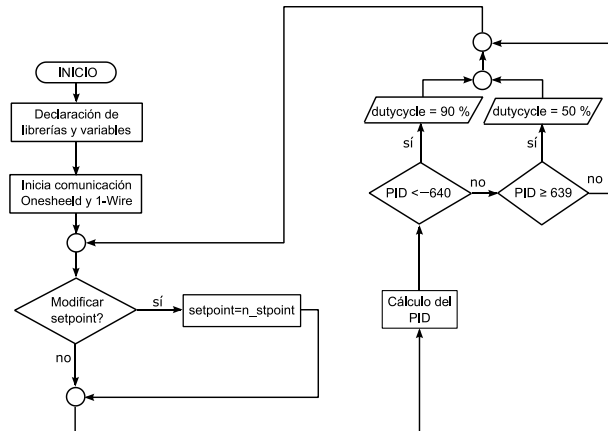 INICIO
Declaración de
librerías y variables
Inicia comunicación
Onesheeld y 1-Wire
Modificar
setpoint?
sí
setpoint=n_stpoint
no
dutycycle = 90 %
dutycycle = 50 %
sí
sí
PID <−640
no
PID ≥ 639
no
Cálculo del
PID